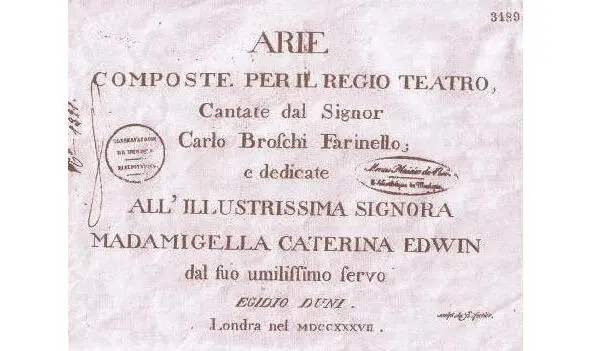 3189
ARIE
COMPOSTE PER IL REGIO TEATRO,
Cantate dal Signor
Carlo Broſchi Farinello;
e dedicate
ALL'ILLUSTRISSIMA SIGNORA
MADAMIGELLA CATERINA EDWIN
dal ſuo umiliſſimo ſervo
EGIDIO DUNI.
Londra nel MDCCXXXVII.